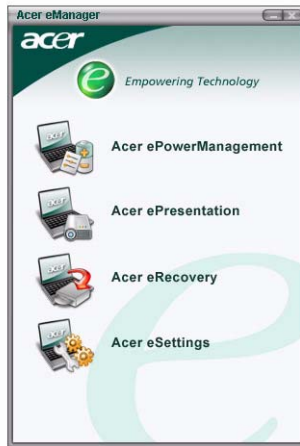 Acer eManager
acer
e Empowering Technology
Acer ePowerManagement
Acer ePresentation
Acer eRecovery
Acer eSettings